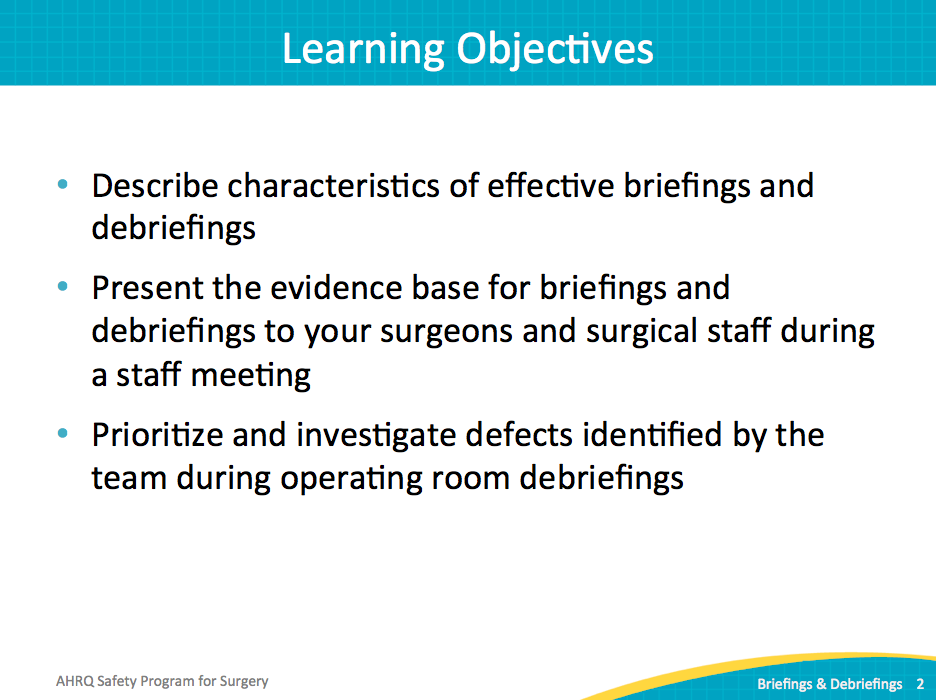 Learning Objectives
• Describe characteristics of effective briefings and
debriefings
• Present the evidence base for briefings and
debriefings to your surgeons and surgical staff during
a staff meeting
• Prioritize and investigate defects identified by the
team during operating room debriefings
AHRQ Safety Program for Surgery
Briefings & Debriefings 2